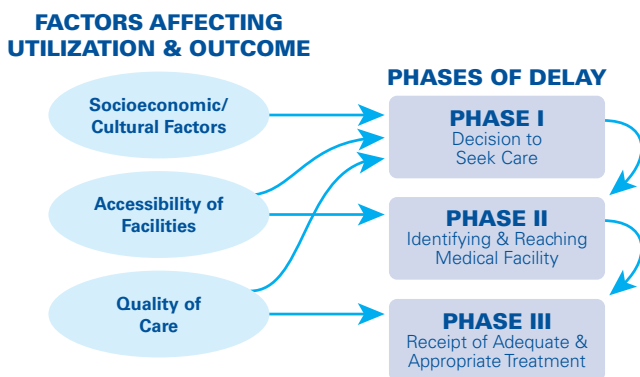 FACTORS AFFECTING
UTILIZATION & OUTCOME
Socioeconomic/
Cultural Factors
Accessibility of
Facilities
Quality of
Care
PHASES OF DELAY
PHASE I
Decision to
Seek Care
PHASE II
Identifying & Reaching
Medical Facility
PHASE III
Receipt of Adequate &
Appropriate Treatment